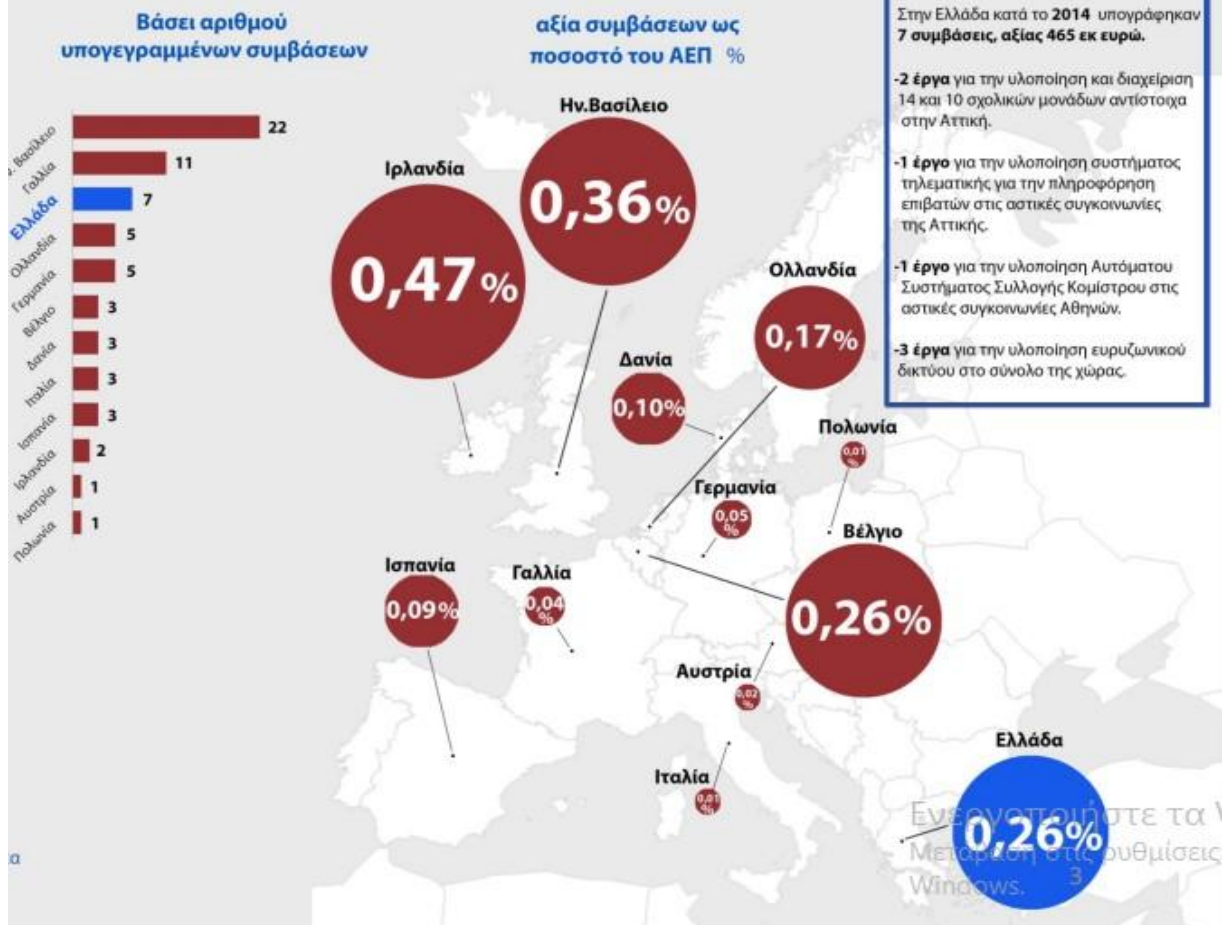 Βάσει αριθμού
υπογεγραμμένων συμβάσεων
ν. Βασίλειο
22
Γαλλία
11
Ελλάδα
7
Ολλανδία
5
Γερμανία
5
Βέλγιο
3
Δανία
3
Ιταλία
3
Ισπανία
3
Ιρλανδία
2
Αυστρία
1
Πολωνία
1
αξία συμβάσεων ως
ποσοστό του ΑΕΠ %
Ην.Βασίλειο
0,36%
Ιρλανδία
0,47%
Ολλανδία
0,17%
Δανία
0,10%
Πολωνία
0,01
%
Γερμανία
0,05
%
Βέλγιο
0,26%
Ισπανία
0,09%
Γαλλία
0,04
%
Αυστρία
0,02
%
Ιταλία
0,01
%
Ελλάδα
0,26%
Στην Ελλάδα κατά το 2014 υπογράφηκαν
7 συμβάσεις, αξίας 465 εκ ευρώ.
-2 έργα για την υλοποίηση και διαχείριση
14 και 10 σχολικών μονάδων αντίστοιχα
στην Αττική.
-1 έργο για την υλοποίηση συστήματος
τηλεματικής για την πληροφόρηση
επιβατών στις αστικές συγκοινωνίες
της Αττικής.
-1 έργο για την υλοποίηση Αυτόματου
Συστήματος Συλλογής Κομίστρου στις
αστικές συγκοινωνίες Αθηνών.
-3 έργα για την υλοποίηση ευρυζωνικού
δικτύου στο σύνολο της χώρας.
Ενεργοποιήστε τα W
Μετάβαση στις ρυθμίσεις
Windows.
3
α